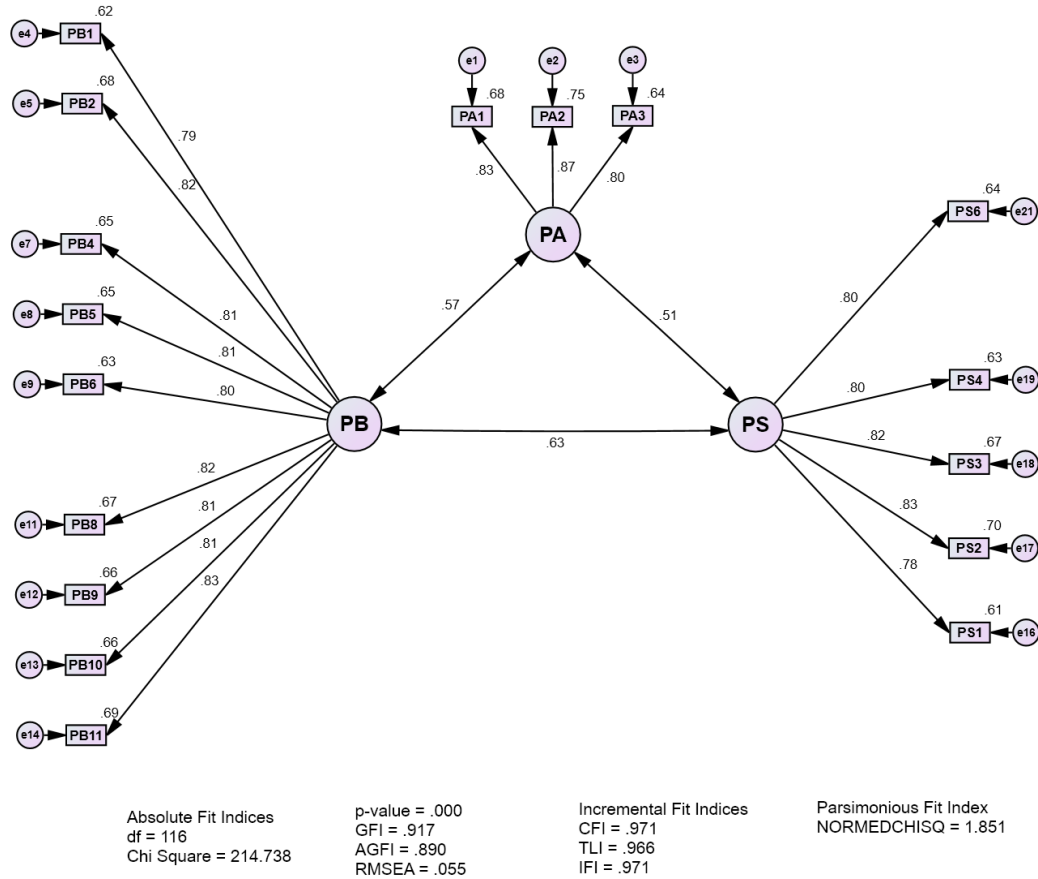 .62
e4
PB1
.68
e5
PB2
.79
.82
.65
e7
PB4
.81
.65
e8
PB5
.81
.63
e9
PB6
.80
PB
.67
e11
PB8
.82
.66
e12
PB9
.81
.66
e13
PB10
.81
.69
e14
PB11
.83
e1
e2
e3
.68
.75
.64
PA1
PA2
PA3
.83
.87
.80
PA
.57
.51
.63
PS
.64
PS6
e21
.80
.63
PS4
e19
.80
.67
PS3
e18
.82
.70
PS2
e17
.83
.61
PS1
e16
.78
Absolute Fit Indices
df = 116
Chi Square = 214.738
p-value = .000
GFI = .917
AGFI = .890
RMSEA = .055
Incremental Fit Indices
CFI = .971
TLI = .966
IFI = .971
Parsimonious Fit Index
NORMEDCHISQ = 1.851